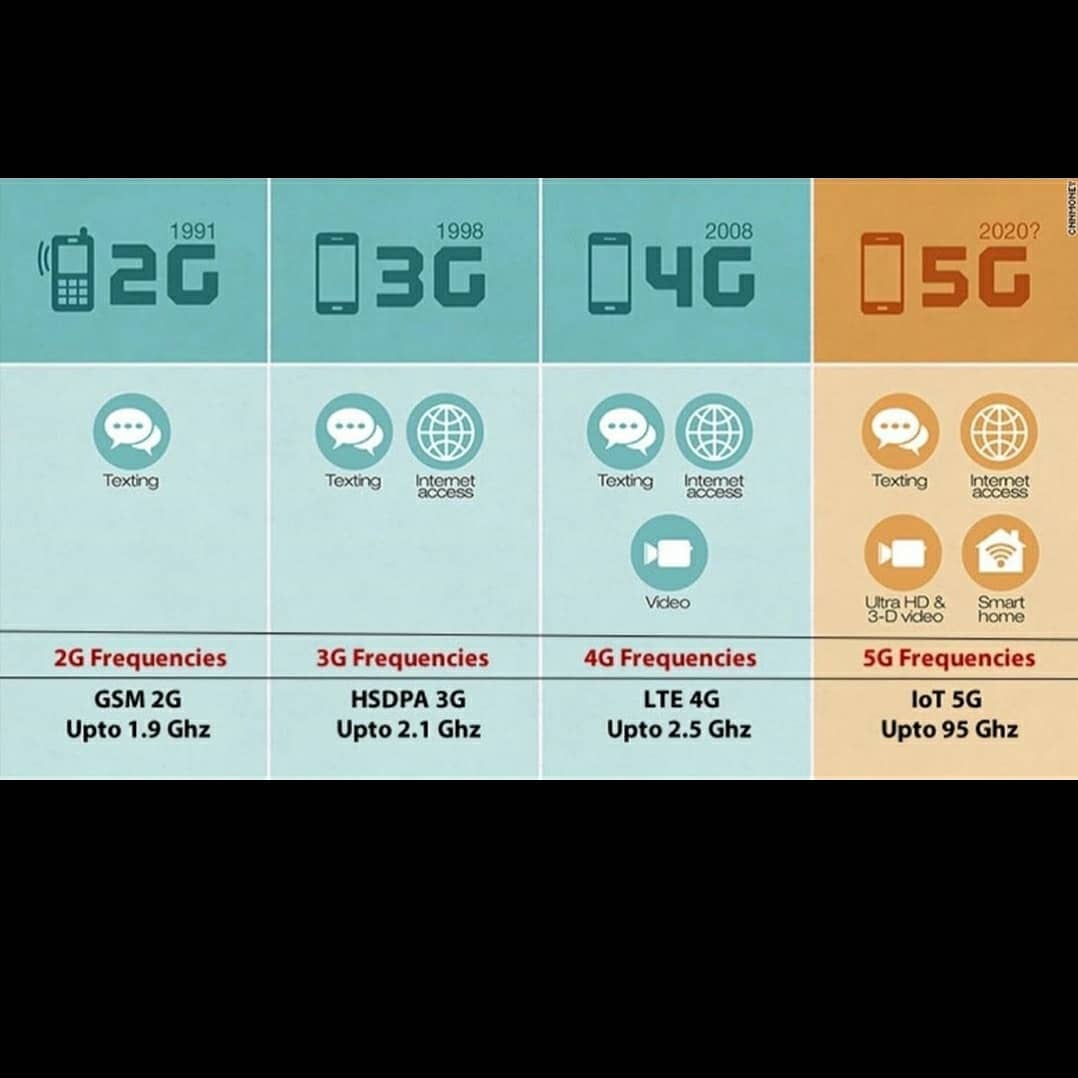 1991
2G
1998
3G
2008
4G
2020?
5G
CNNMONEY
Texting
Texting
Internet
access
Texting
Internet
access
Video
Texting
Internet
access
Ultra HD &
3-D video
Smart
home
2G Frequencies
3G Frequencies
4G Frequencies
5G Frequencies
GSM 2G
Upto 1.9 Ghz
HSDPA 3G
Upto 2.1 Ghz
LTE 4G
Upto 2.5 Ghz
IoT 5G
Upto 95 Ghz